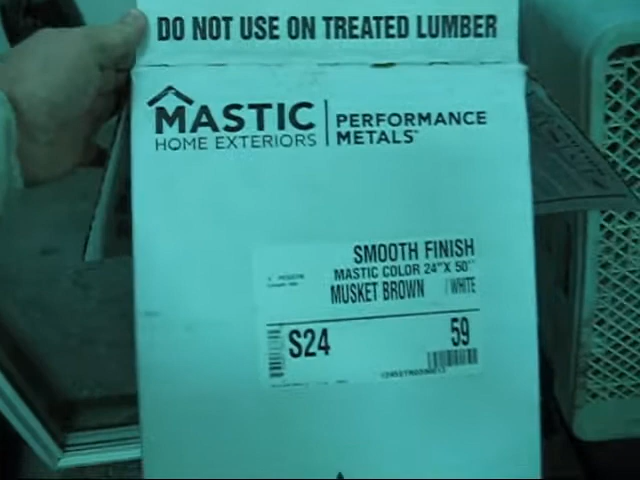 DO NOT USE ON TREATED LUMBER
MASTIC
HOME EXTERIORS
PERFORMANCE
METALS™
SMOOTH FINISH
MASTIC COLOR 24"X 50'
MUSKET BROWN /WHITE
S24 59